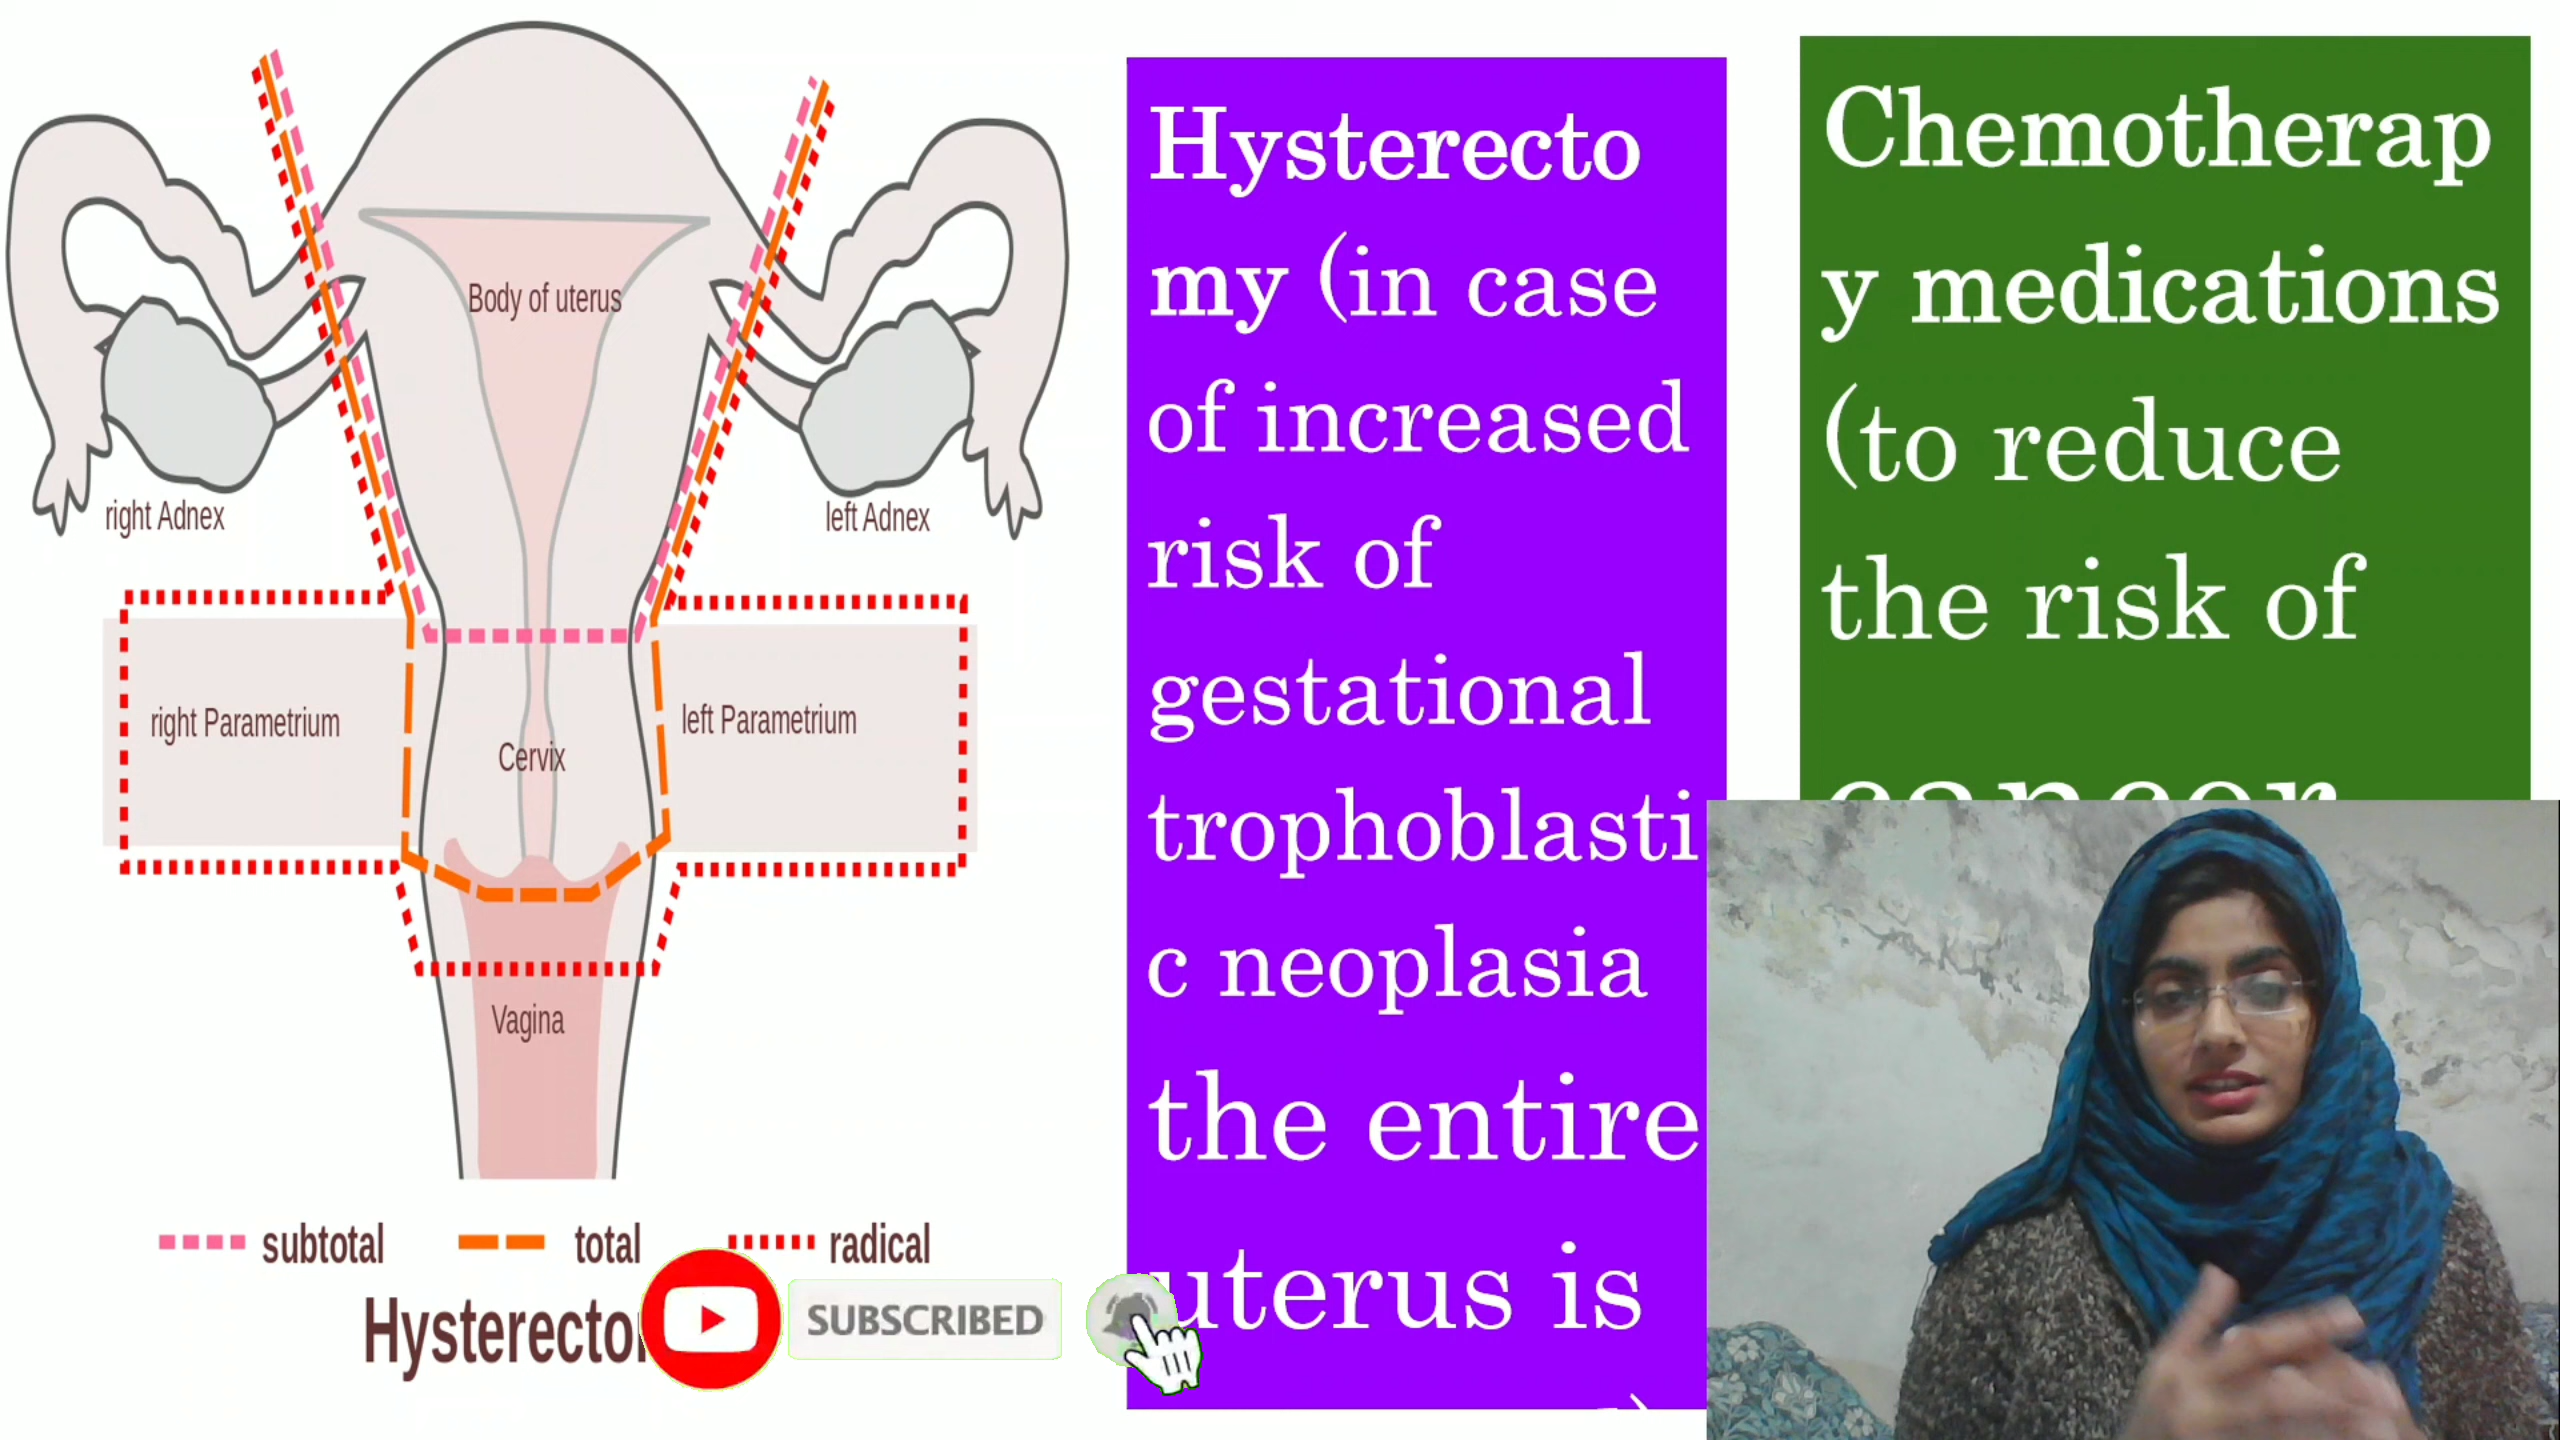 Body of uterus
right Adnex
left Adnex
right Parametrium
left Parametrium
Cervix
Vagina
subtotal
total
radical
SUBSCRIBED
Hysterecto
my (in case
of increased
risk of
gestational
trophoblasti
c neoplasia
the entire
uterus is
Chemotherap
y medications
(to reduce
the risk of